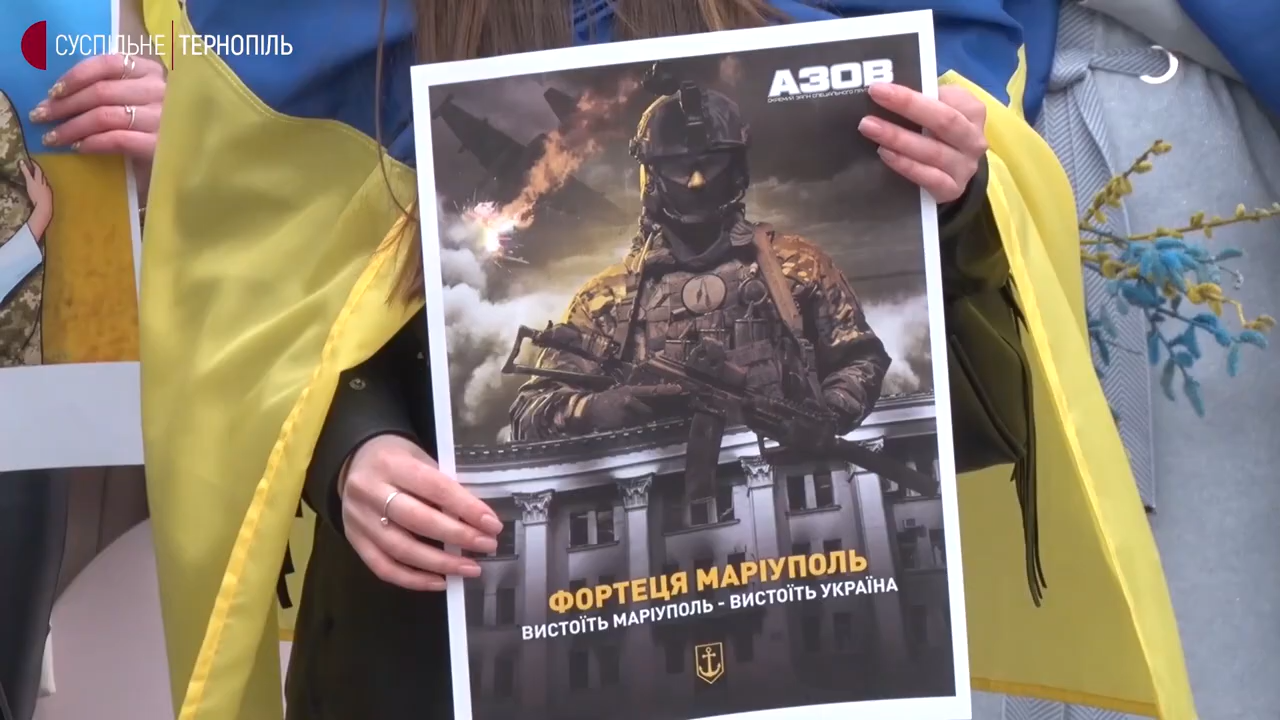 СУСПІЛЬНЕ ТЕРНОПІЛЬ
АЗОВ
ФОРТЕЦЯ МАРІУПОЛЬ
ВИСТОЇТЬ МАРІУПОЛЬ - ВИСТОЇТЬ УКРАЇНА